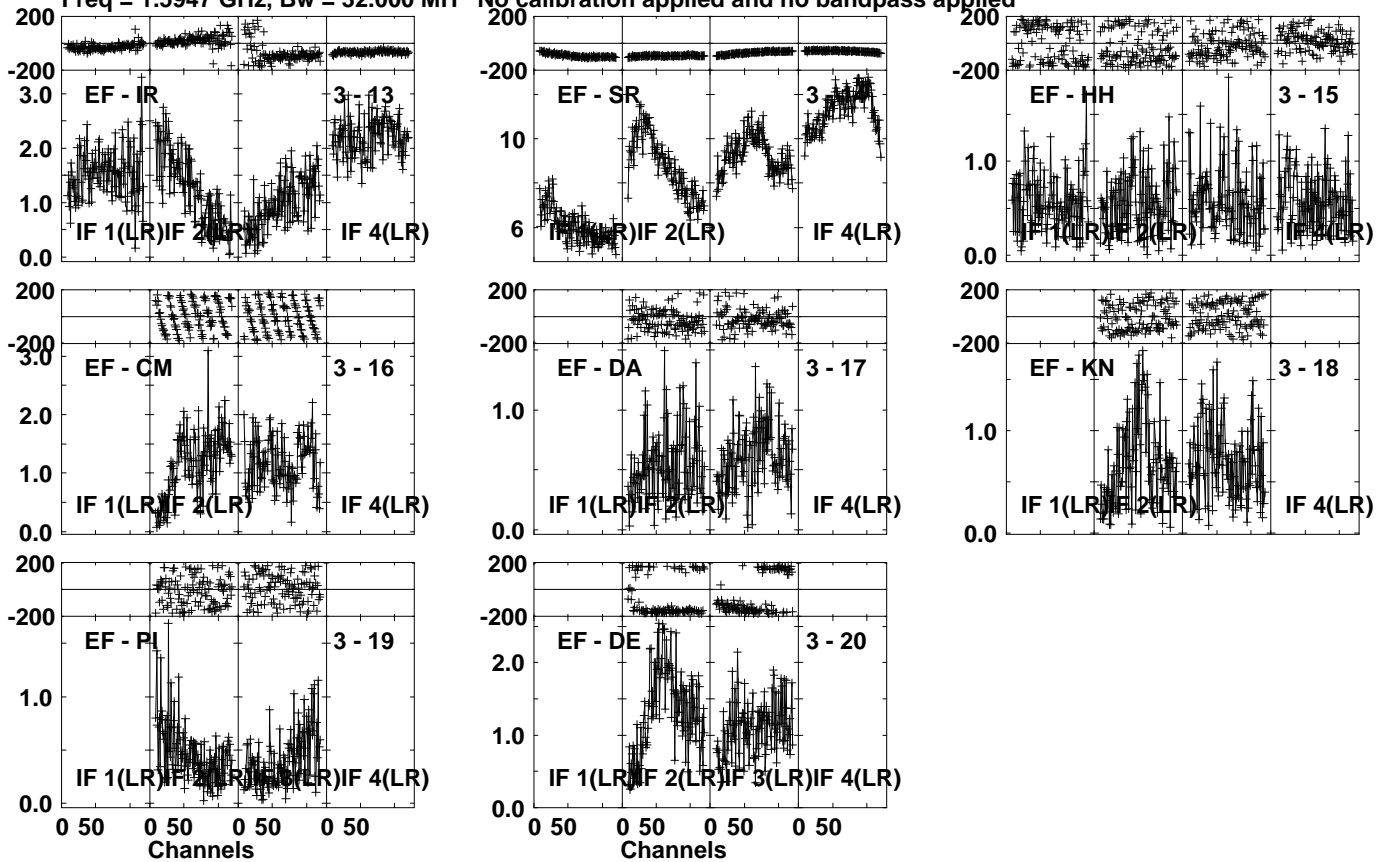 Freq = 1.5947 GHz, Bw = 32.000 MH No calibration applied and no bandpass applied
200
-200
EF - IR
3 - 13
3.0
2.0
1.0
0.0
IF 1(LR)
IF 2(LR)
EF - SR
10
6
IF 2(LR)
IF 4(LR)
200
-200
EF - HH
3 - 15
1.0
0.0
IF 1(LR)
IF 2(LR)
IF 4(LR)
200
-200
EF - CM
3 - 16
3.0
2.0
1.0
0.0
IF 1(LR)
IF 2(LR)
IF 4(LR)
200
-200
EF - DA
3 - 17
1.0
0.0
IF 1(LR)
IF 2(LR)
IF 4(LR)
200
-200
EF - KN
3 - 18
1.0
0.0
IF 1(LR)
IF 2(LR)
IF 4(LR)
200
-200
EF - PI
3 - 19
1.0
0.0
IF 1(LR)
IF 2(LR)
IF 3(LR)
IF 4(LR)
0 50 0 50 0 50 0 50
Channels
200
-200
EF - DE
3 - 20
2.0
1.0
0.0
IF 1(LR)
IF 2(LR)
IF 3(LR)
IF 4(LR)
0 50 0 50 0 50 0 50
Channels